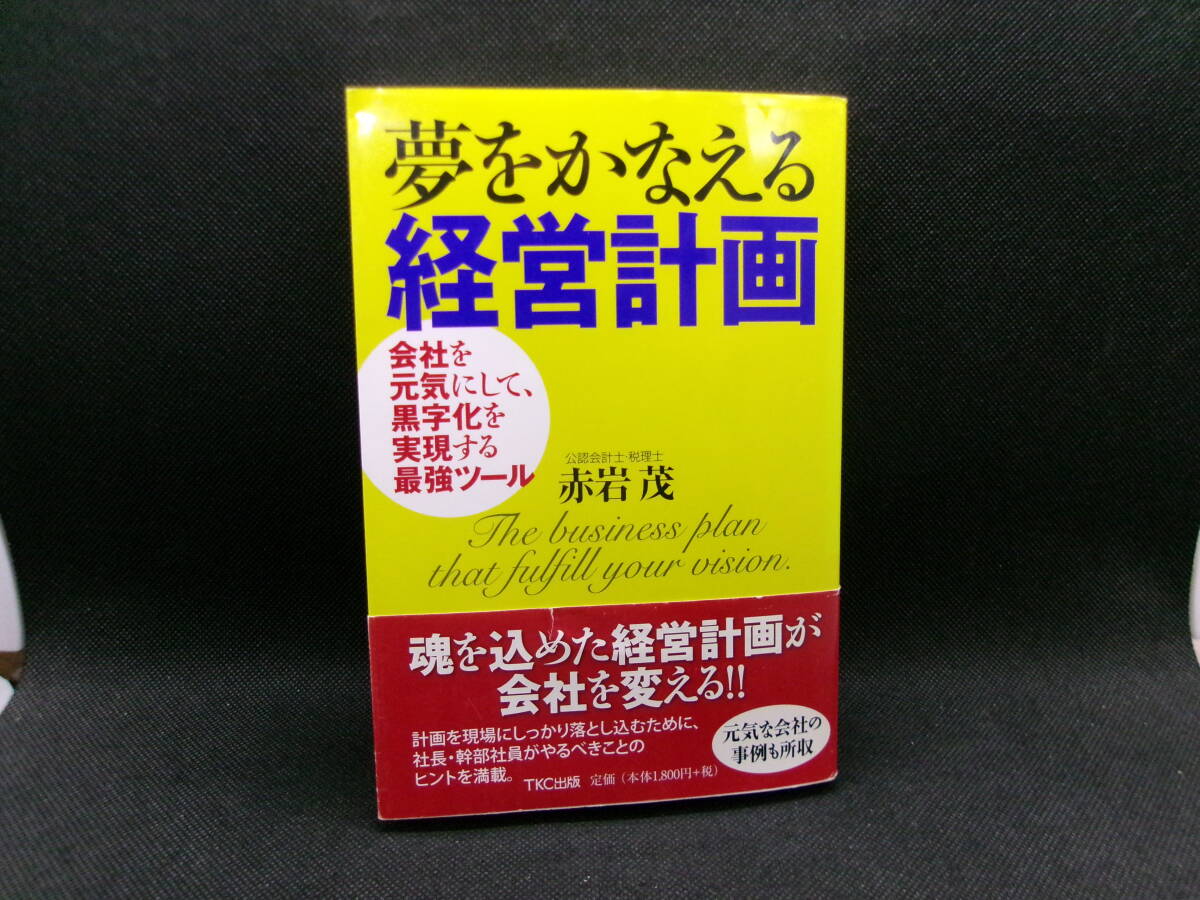 夢をかなえる
経営計画
会社を
元気にして、
黒字化を
実現する
最強ツール
公認会計士・税理士
赤岩 茂
The business plan
that fulfill your vision.
魂を込めた経営計画が
会社を変える!!
計画を現場にしっかり落とし込むために、
社長・幹部社員がやるべきことの
ヒントを満載。
元気な会社の
事例も所収
TKC出版 定価（本体1,800円+税）